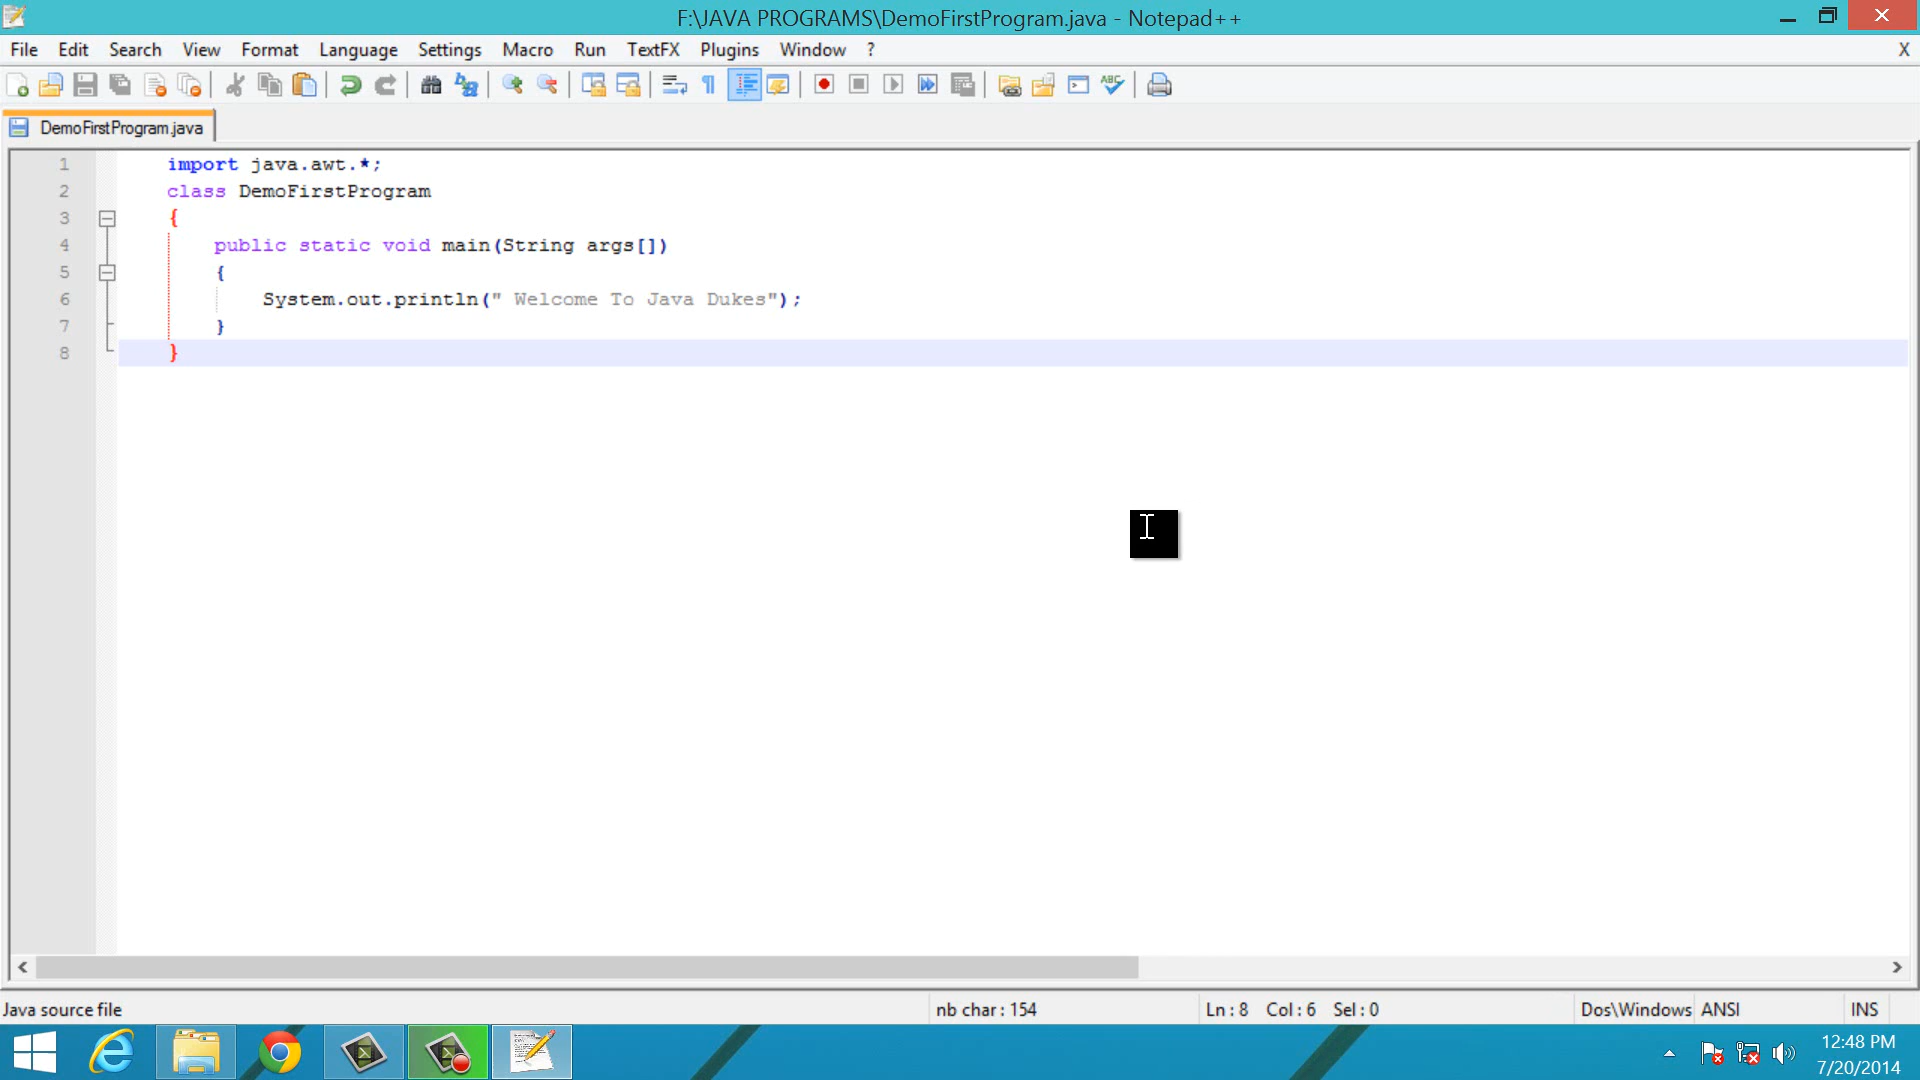 F:\JAVA PROGRAMS\DemoFirstProgram.java - Notepad++
File Edit Search View Format Language Settings Macro Run TextFX Plugins Window ? X
DemoFirstProgram.java
1 import java.awt.*;
2 class DemoFirstProgram
3 {
4 public static void main(String args[])
5 {
6 System.out.println(" Welcome To Java Dukes");
7 }
8 }
Java source file nb char : 154 Ln : 8 Col : 6 Sel : 0 Dos\Windows ANSI INS
12:48 PM
7/20/2014